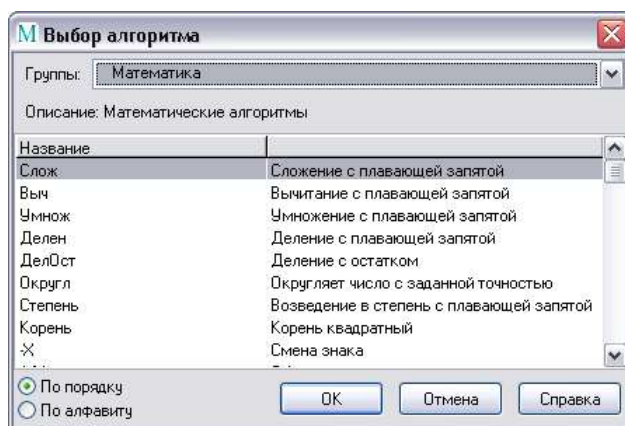 M Выбор алгоритма
Группы: Математика
Описание: Математические алгоритмы
Название
Слож Сложение с плавающей запятой
Выч Вычитание с плавающей запятой
Умнож Умножение с плавающей запятой
Делен Деление с плавающей запятой
ДелОст Деление с остатком
Округл Округляет число с заданной точностью
Степень Возведение в степень с плавающей запятой
Корень Корень квадратный
-X Смена знака
По порядку
По алфавиту
ОК Отмена Справка